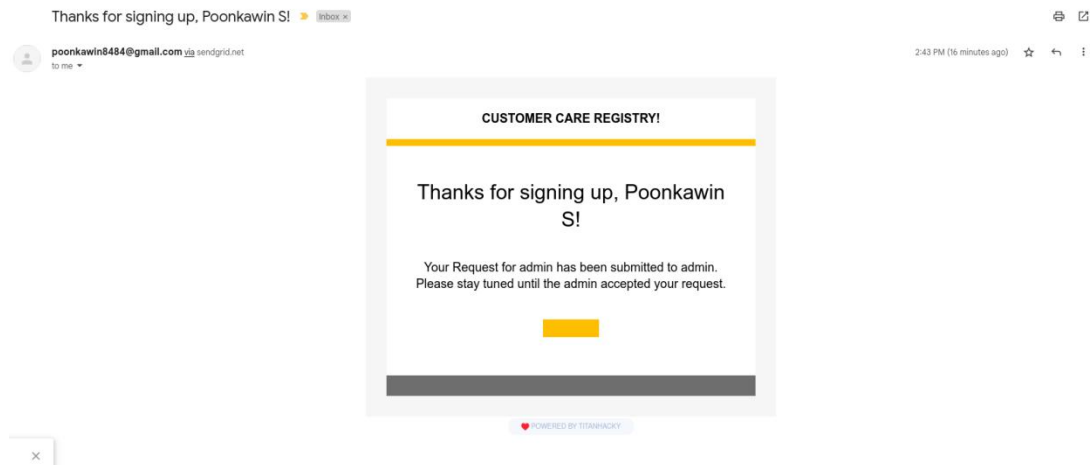 Thanks for signing up, Poonkawin S! Inbox ×
poonkawin8484@gmail.com via sendgrid.net
2:43 PM (16 minutes ago)
to me
CUSTOMER CARE REGISTRY!
Thanks for signing up, Poonkawin
S!
Your Request for admin has been submitted to admin.
Please stay tuned until the admin accepted your request.
POWERED BY TITANHACKY